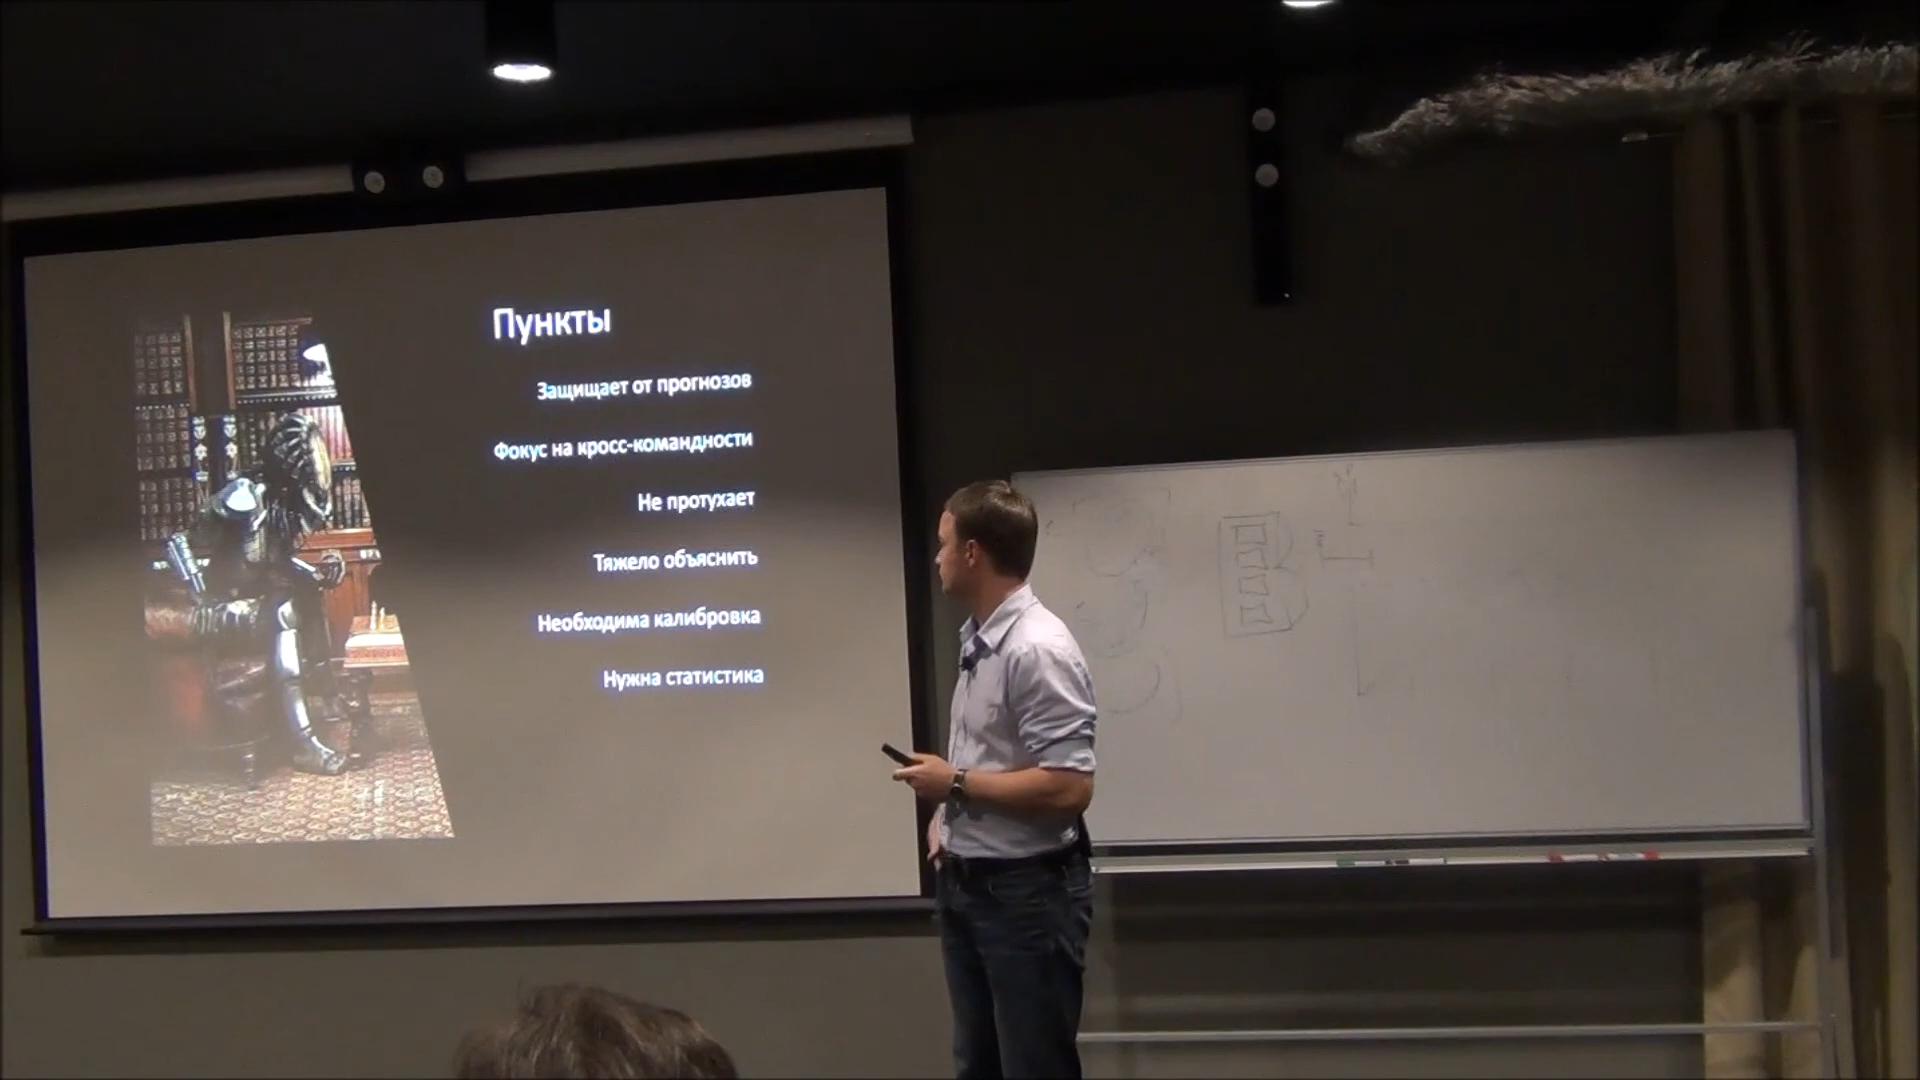 Пункты
Защищает от прогнозов
Фокус на кросс-командности
Не протухает
Тяжело объяснить
Необходима калибровка
Нужна статистика